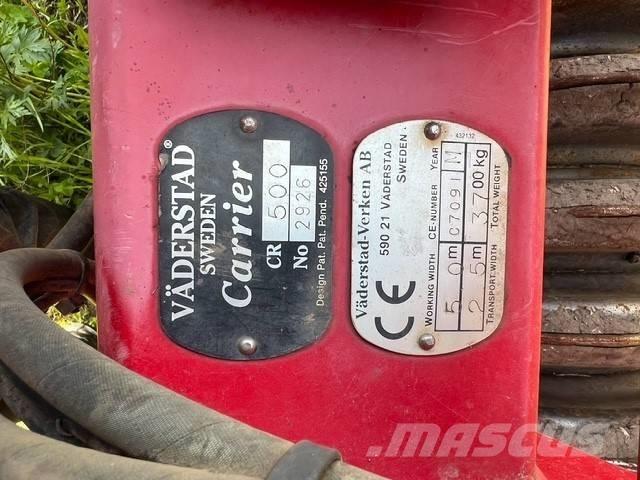 VÄDERSTAD®
SWEDEN
Carrier
CR 500
No 2926
Design Pat. Pat. Pend. 425155
432132
Väderstad-Verken AB
590 21 VÄDERSTAD
SWEDEN.
CE
WORKING WIDTH CE-NUMBER YEAR
5.0 m C7091 M
2 5 m 3700 kg
TRANSPORT WIDTH TOTAL WEIGHT
MASCUS